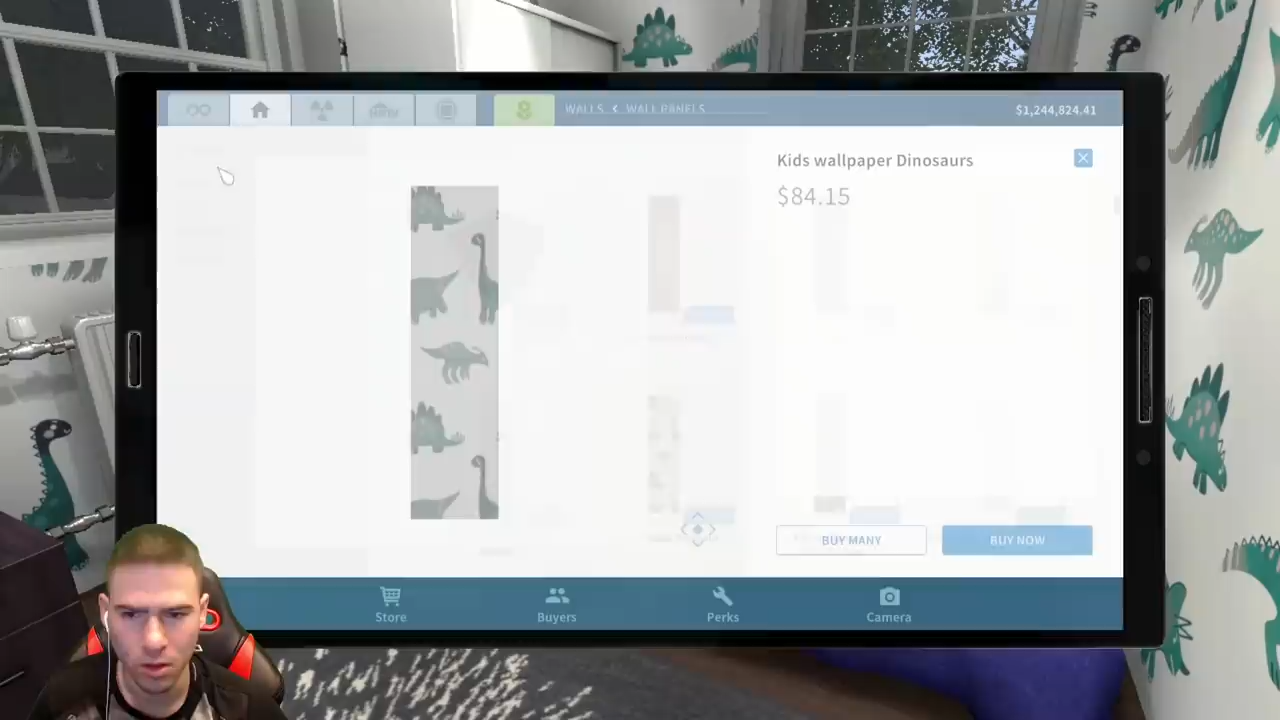 WALLS < WALL PANELS
$1,244,824.41
Kids wallpaper Dinosaurs
$84.15
BUY MANY
BUY NOW
Store
Buyers
Perks
Camera